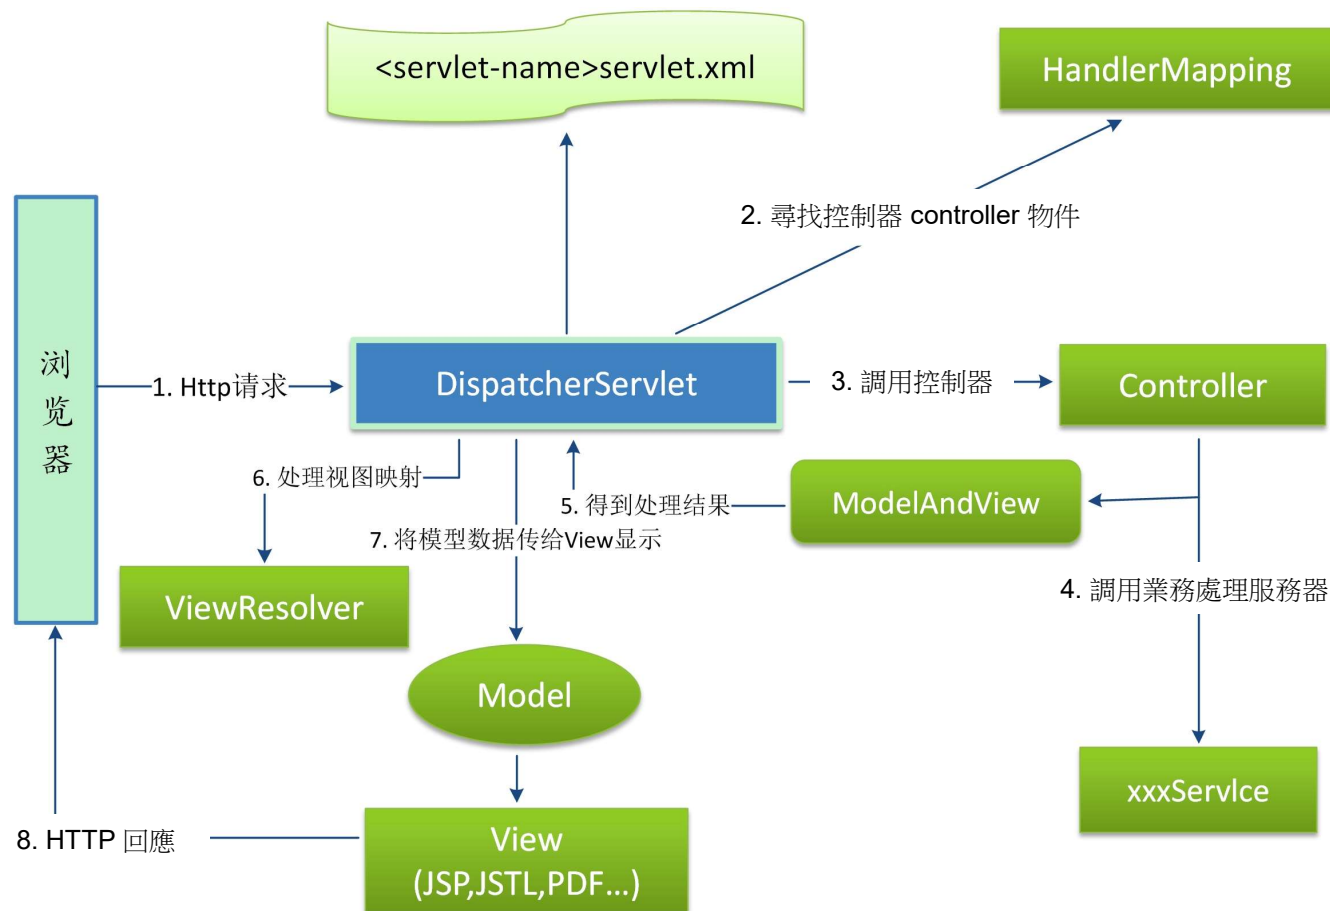 <servlet-name>servlet.xml
HandlerMapping
2. 尋找控制器 controller 物件
浏览器
1. Http请求
DispatcherServlet
3. 調用控制器
Controller
6. 处理视图映射
5. 得到处理结果
ModelAndView
7. 将模型数据传给View显示
ViewResolver
4. 調用業務處理服務器
Model
xxxServIce
8. HTTP 回應
View
(JSP,JSTL,PDF...)